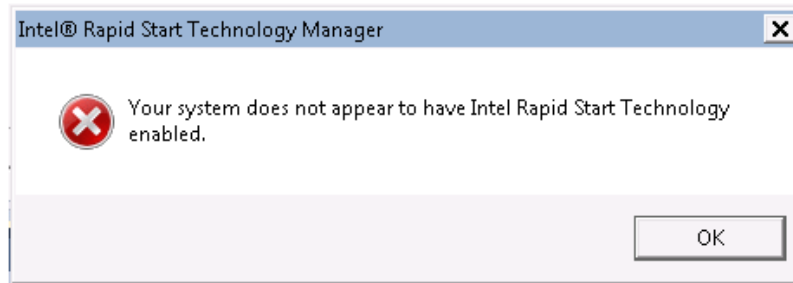 Intel® Rapid Start Technology Manager
Your system does not appear to have Intel Rapid Start Technology
enabled.
OK